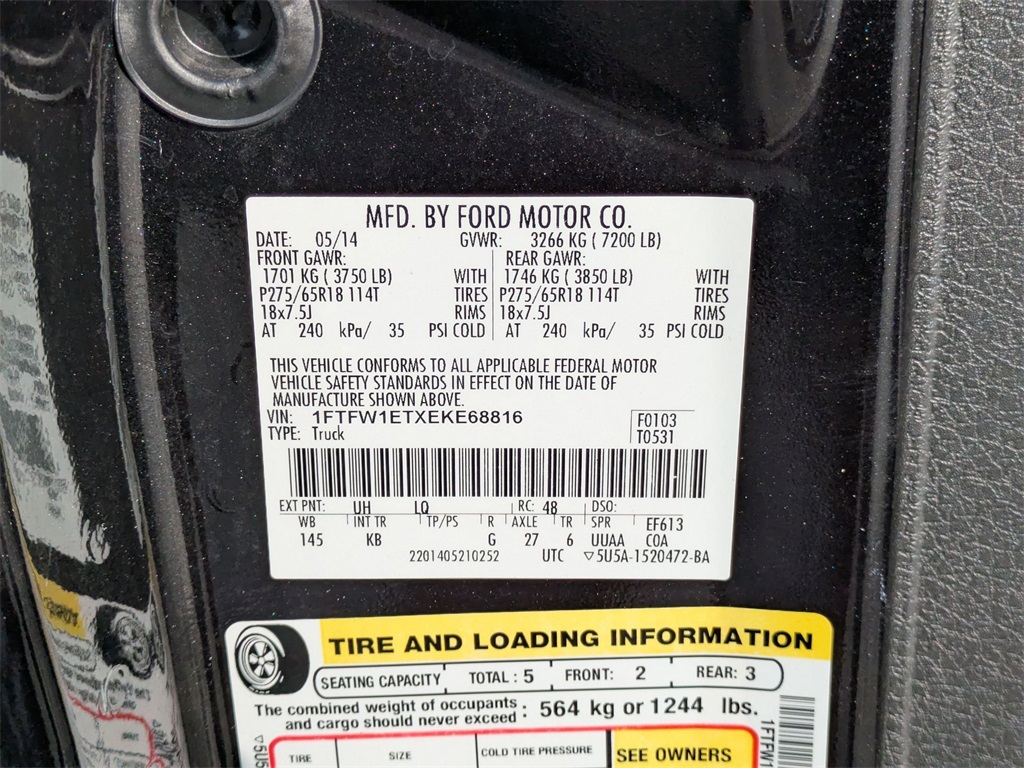 MFD. BY FORD MOTOR CO.
DATE: 05/14 GVWR: 3266 KG ( 7200 LB)
FRONT GAWR: REAR GAWR:
1701 KG ( 3750 LB) WITH 1746 KG ( 3850 LB) WITH
P275/65R18 114T TIRES P275/65R18 114T TIRES
18x7.5J RIMS 18x7.5J RIMS
AT 240 kPa/ 35 PSI COLD AT 240 kPa/ 35 PSI COLD
THIS VEHICLE CONFORMS TO ALL APPLICABLE FEDERAL MOTOR
VEHICLE SAFETY STANDARDS IN EFFECT ON THE DATE OF
MANUFACTURE SHOWN ABOVE.
VIN: 1FTFW1ETXEKE68816 F0103
TYPE: Truck T0531
EXT PNT: UH LQ RC: 48 DSO:
WB INT TR TP/PS R AXLE TR SPR EF613
145 KB G 27 6 UUAA COA
2201405210252 UTC ▽5U5A-1520472-BA
TIRE AND LOADING INFORMATION
SEATING CAPACITY TOTAL : 5 FRONT: 2 REAR: 3
The combined weight of occupants
and cargo should never exceed : 564 kg or 1244 lbs.
TIRE SIZE COLD TIRE PRESSURE SEE OWNERS
▽5U5
1FTFW1